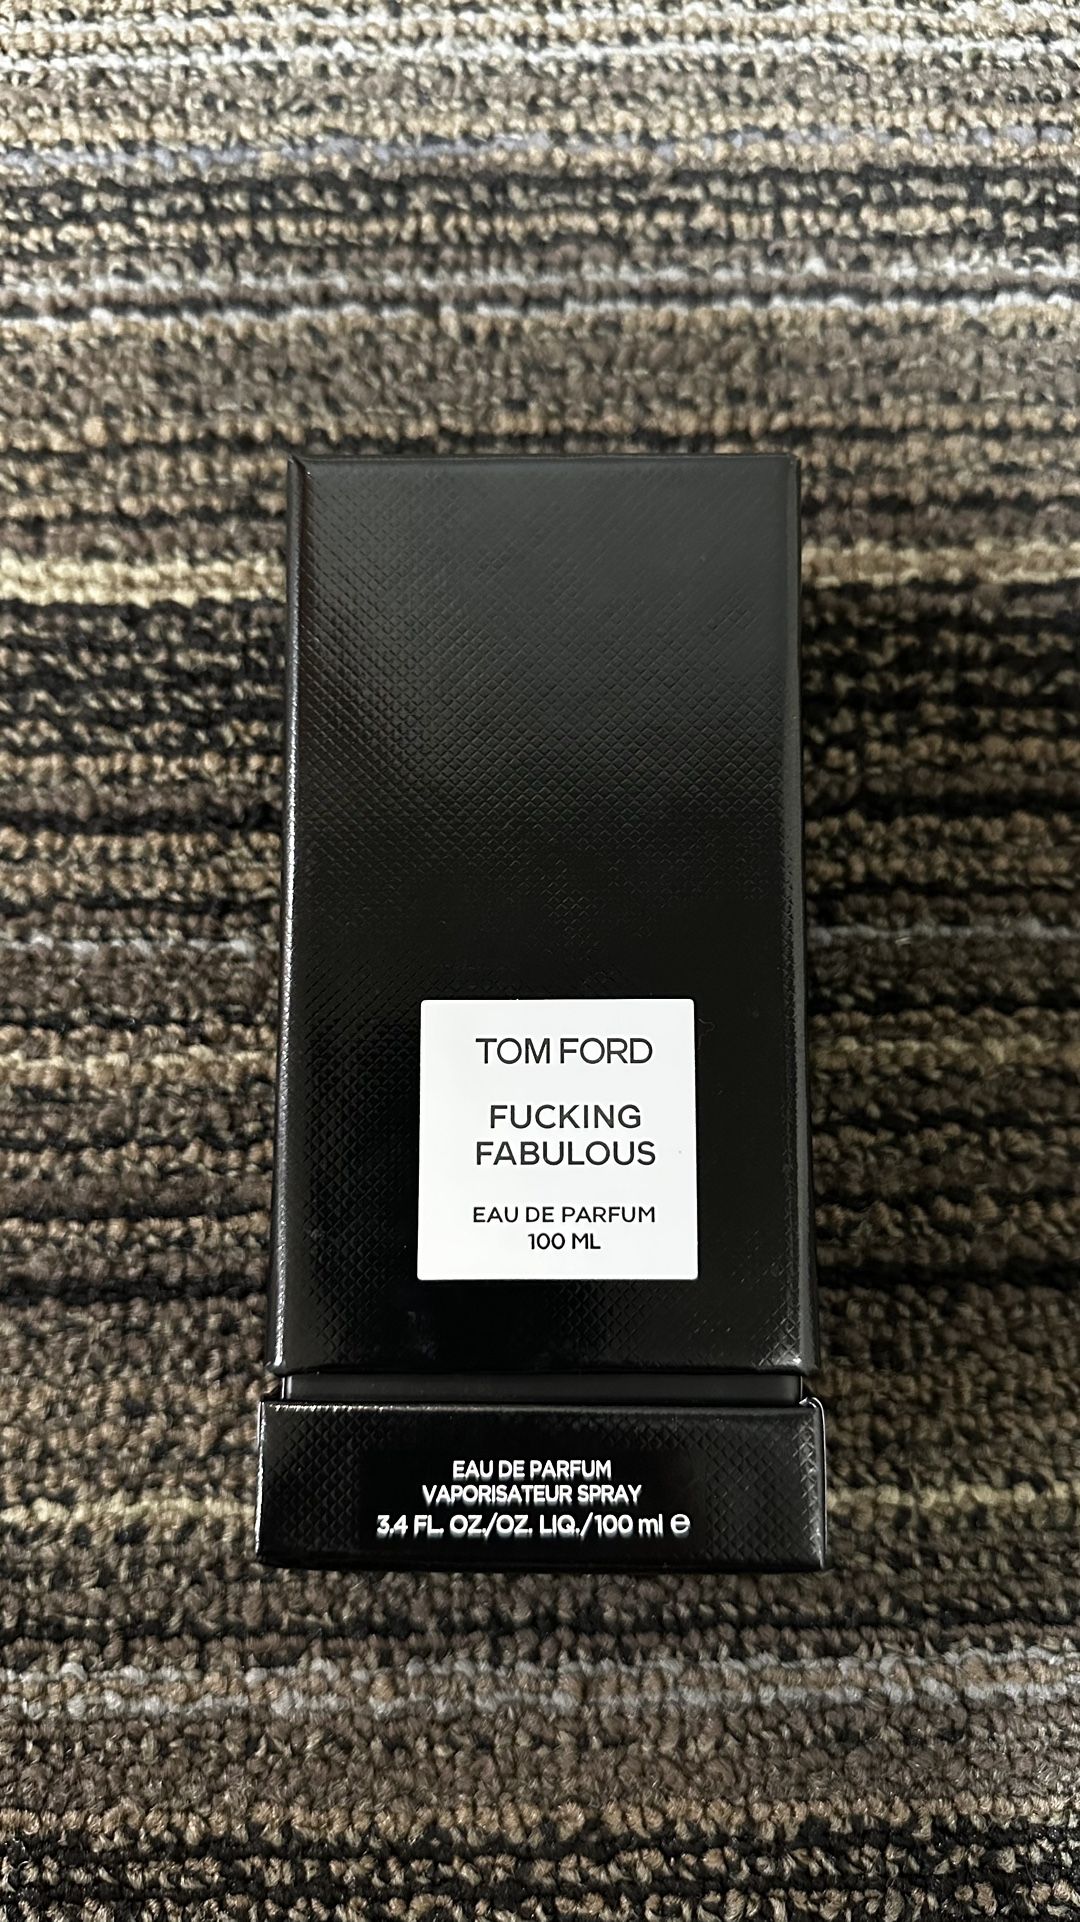 TOM FORD
FUCKING
FABULOUS
EAU DE PARFUM
100 ML
EAU DE PARFUM
VAPORISATEUR SPRAY
3.4 FL. OZ./OZ. LIQ./100 ml ℮